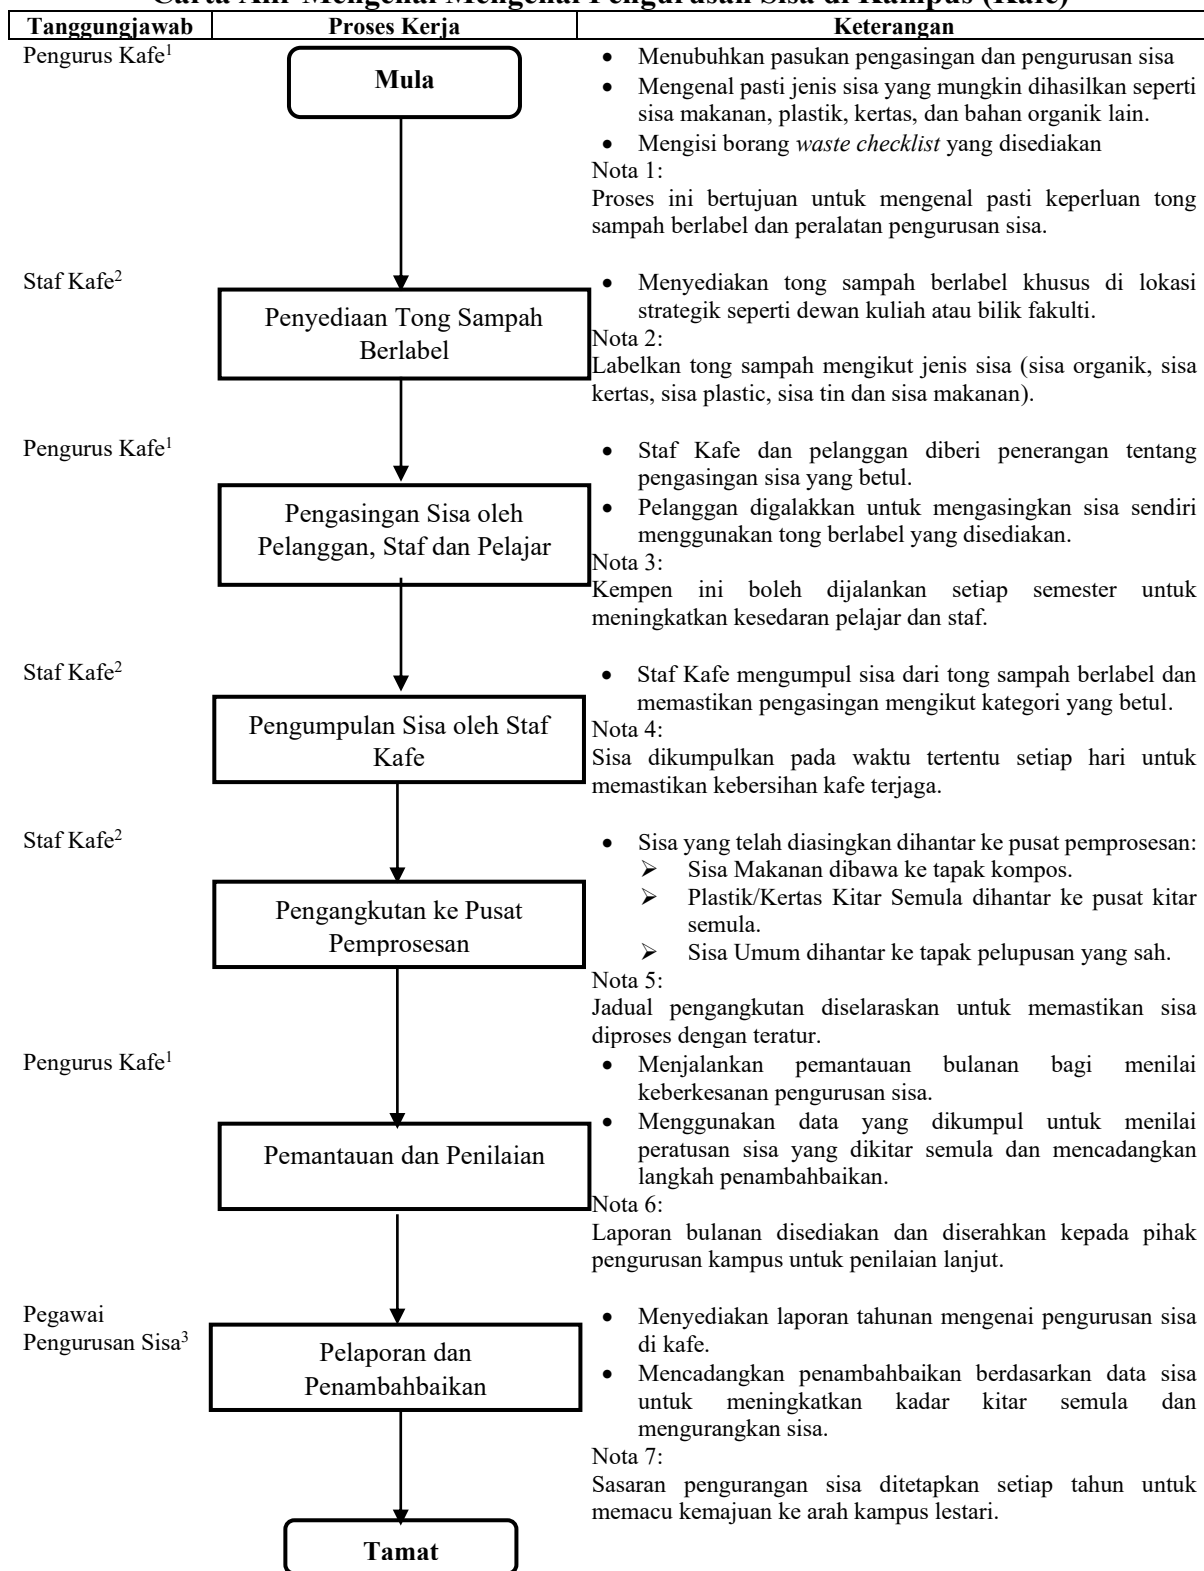 Carta Alir Mengenai Mengenai Pengurusan Sisa di Kampus (Kafe)
Tanggungjawab Proses Kerja Keterangan
Pengurus Kafe1
Mula
• Menubuhkan pasukan pengasingan dan pengurusan sisa
• Mengenal pasti jenis sisa yang mungkin dihasilkan seperti
sisa makanan, plastik, kertas, dan bahan organik lain.
• Mengisi borang waste checklist yang disediakan
Nota 1:
Proses ini bertujuan untuk mengenal pasti keperluan tong
sampah berlabel dan peralatan pengurusan sisa.
Staf Kafe2
Penyediaan Tong Sampah
Berlabel
• Menyediakan tong sampah berlabel khusus di lokasi
strategik seperti dewan kuliah atau bilik fakulti.
Nota 2:
Labelkan tong sampah mengikut jenis sisa (sisa organik, sisa
kertas, sisa plastic, sisa tin dan sisa makanan).
Pengurus Kafe1
Pengasingan Sisa oleh
Pelanggan, Staf dan Pelajar
• Staf Kafe dan pelanggan diberi penerangan tentang
pengasingan sisa yang betul.
• Pelanggan digalakkan untuk mengasingkan sisa sendiri
menggunakan tong berlabel yang disediakan.
Nota 3:
Kempen ini boleh dijalankan setiap semester untuk
meningkatkan kesedaran pelajar dan staf.
Staf Kafe2
Pengumpulan Sisa oleh Staf
Kafe
• Staf Kafe mengumpul sisa dari tong sampah berlabel dan
memastikan pengasingan mengikut kategori yang betul.
Nota 4:
Sisa dikumpulkan pada waktu tertentu setiap hari untuk
memastikan kebersihan kafe terjaga.
Staf Kafe2
Pengangkutan ke Pusat
Pemprosesan
• Sisa yang telah diasingkan dihantar ke pusat pemprosesan:
➢ Sisa Makanan dibawa ke tapak kompos.
➢ Plastik/Kertas Kitar Semula dihantar ke pusat kitar
semula.
➢ Sisa Umum dihantar ke tapak pelupusan yang sah.
Nota 5:
Jadual pengangkutan diselaraskan untuk memastikan sisa
diproses dengan teratur.
Pengurus Kafe1
Pemantauan dan Penilaian
• Menjalankan pemantauan bulanan bagi menilai
keberkesanan pengurusan sisa.
• Menggunakan data yang dikumpul untuk menilai
peratusan sisa yang dikitar semula dan mencadangkan
langkah penambahbaikan.
Nota 6:
Laporan bulanan disediakan dan diserahkan kepada pihak
pengurusan kampus untuk penilaian lanjut.
Pegawai
Pengurusan Sisa3
Pelaporan dan
Penambahbaikan
• Menyediakan laporan tahunan mengenai pengurusan sisa
di kafe.
• Mencadangkan penambahbaikan berdasarkan data sisa
untuk meningkatkan kadar kitar semula dan
mengurangkan sisa.
Nota 7:
Sasaran pengurangan sisa ditetapkan setiap tahun untuk
memacu kemajuan ke arah kampus lestari.
Tamat